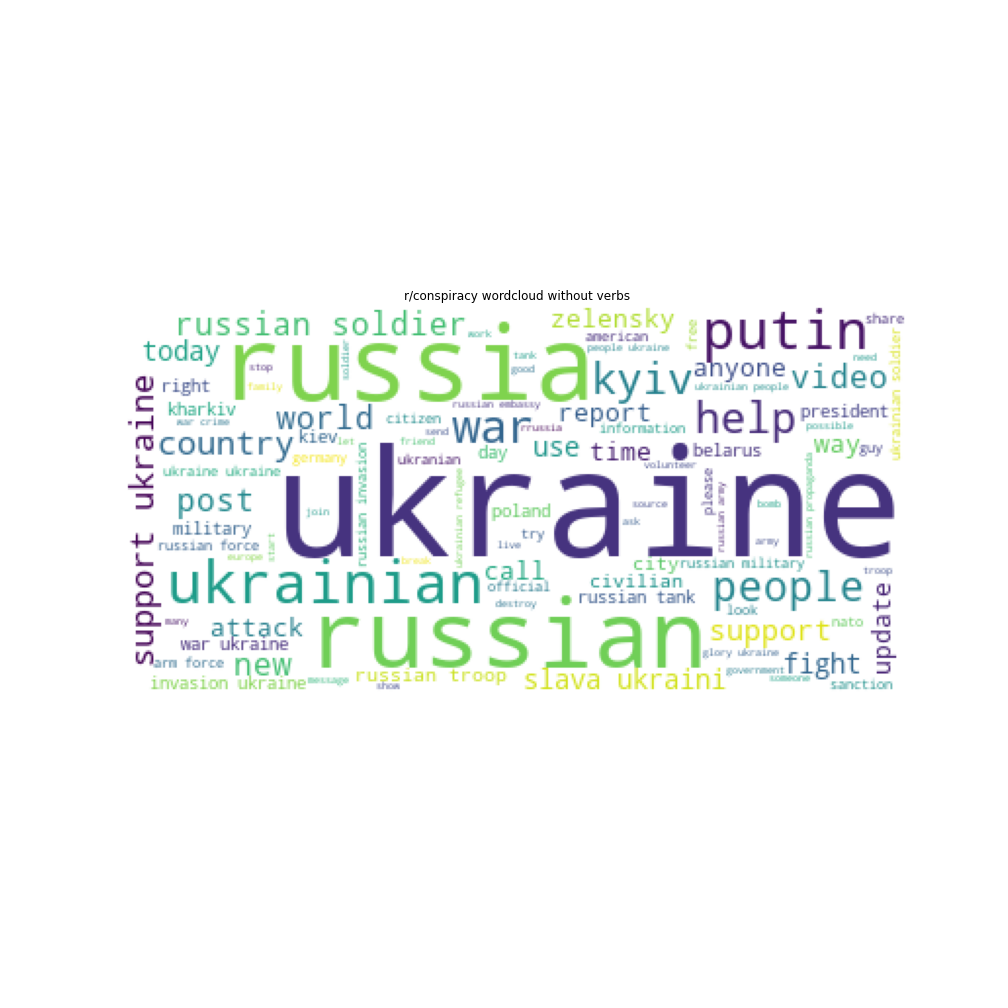 r/conspiracy wordcloud without verbs
russian soldier
zelensky
putin
share
work
american
free
today
russia
tank
people ukraine
soldier
good
stop
kyiv
anyone
video
need
right
family
ukrainian people
ukrainian soldier
support ukraine
kharkiv
war crime
world
citizen
russian embassy
rrussia
report
information
help
president
possible
country
kiev
let
send
friend
war
use
time
belarus
way
guy
germany
ukranian
day
volunteer
ukraine ukraine
russian invasion
ukrainian refugee
ukraine
please
russian army
russian propaganda
post
join
poland
source
bomb
military
try
ask
army
russian force
start
live
europe
break
city
russian military
troop
ukrainian
call
official
civilian
russian tank
people
look
destroy
update
many
attack
russian
support
nato
war ukraine
glory ukraine
arm force
new
fight
government
invasion ukraine
message
show
russian troop
slava ukraini
someone
sanction